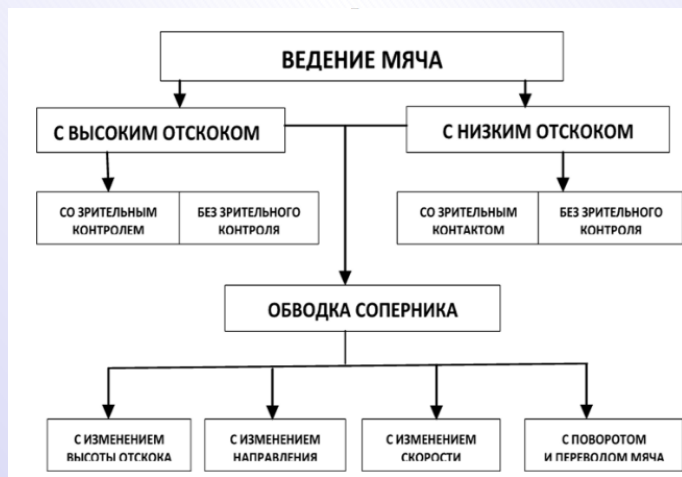 ВЕДЕНИЕ МЯЧА
С ВЫСОКИМ ОТСКОКОМ
С НИЗКИМ ОТСКОКОМ
СО ЗРИТЕЛЬНЫМ
КОНТРОЛЕМ
БЕЗ ЗРИТЕЛЬНОГО
КОНТРОЛЯ
СО ЗРИТЕЛЬНЫМ
КОНТАКТОМ
БЕЗ ЗРИТЕЛЬНОГО
КОНТРОЛЯ
ОБВОДКА СОПЕРНИКА
С ИЗМЕНЕНИЕМ
ВЫСОТЫ ОТСКОКА
С ИЗМЕНЕНИЕМ
НАПРАВЛЕНИЯ
С ИЗМЕНЕНИЕМ
СКОРОСТИ
С ПОВОРОТОМ
И ПЕРЕВОДОМ МЯЧА